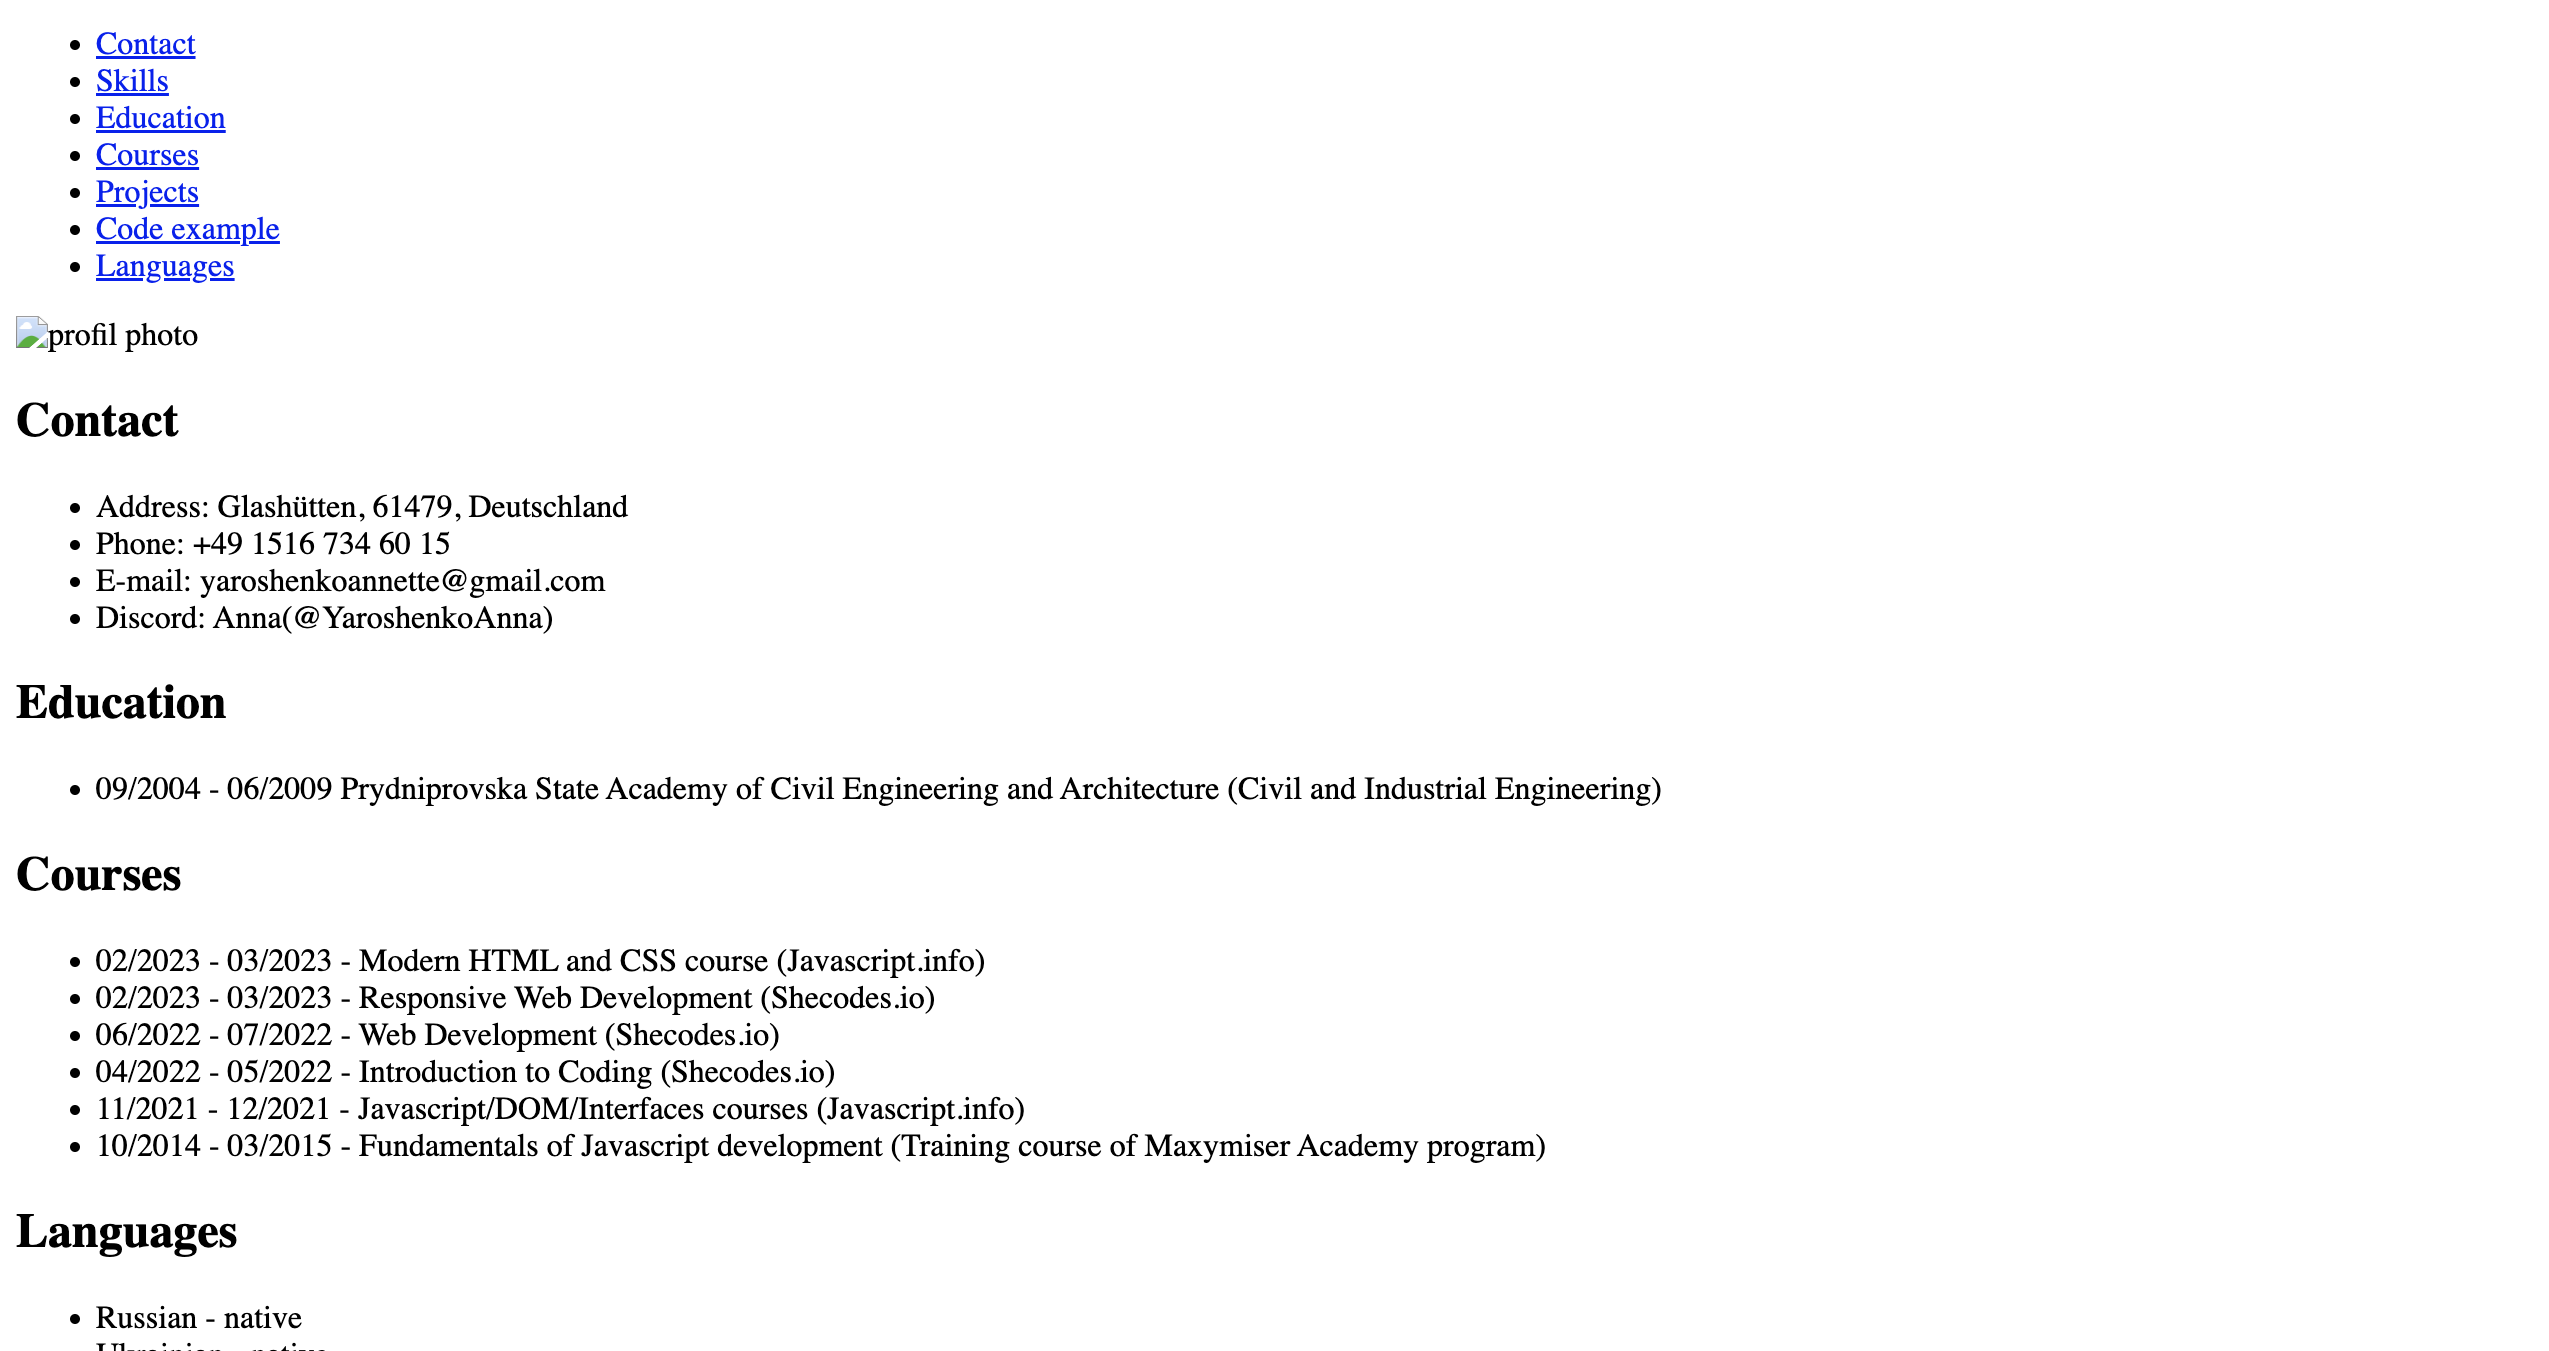 Contact
Skills
Education
Courses
Projects
Code example
Languages
profil photo
Contact
Address: Glashütten, 61479, Deutschland
Phone: +49 1516 734 60 15
E-mail: yaroshenkoannette@gmail.com
Discord: Anna(@YaroshenkoAnna)
Education
09/2004 - 06/2009 Prydniprovska State Academy of Civil Engineering and Architecture (Civil and Industrial Engineering)
Courses
02/2023 - 03/2023 - Modern HTML and CSS course (Javascript.info)
02/2023 - 03/2023 - Responsive Web Development (Shecodes.io)
06/2022 - 07/2022 - Web Development (Shecodes.io)
04/2022 - 05/2022 - Introduction to Coding (Shecodes.io)
11/2021 - 12/2021 - Javascript/DOM/Interfaces courses (Javascript.info)
10/2014 - 03/2015 - Fundamentals of Javascript development (Training course of Maxymiser Academy program)
Languages
Russian - native
Ukrainian - native